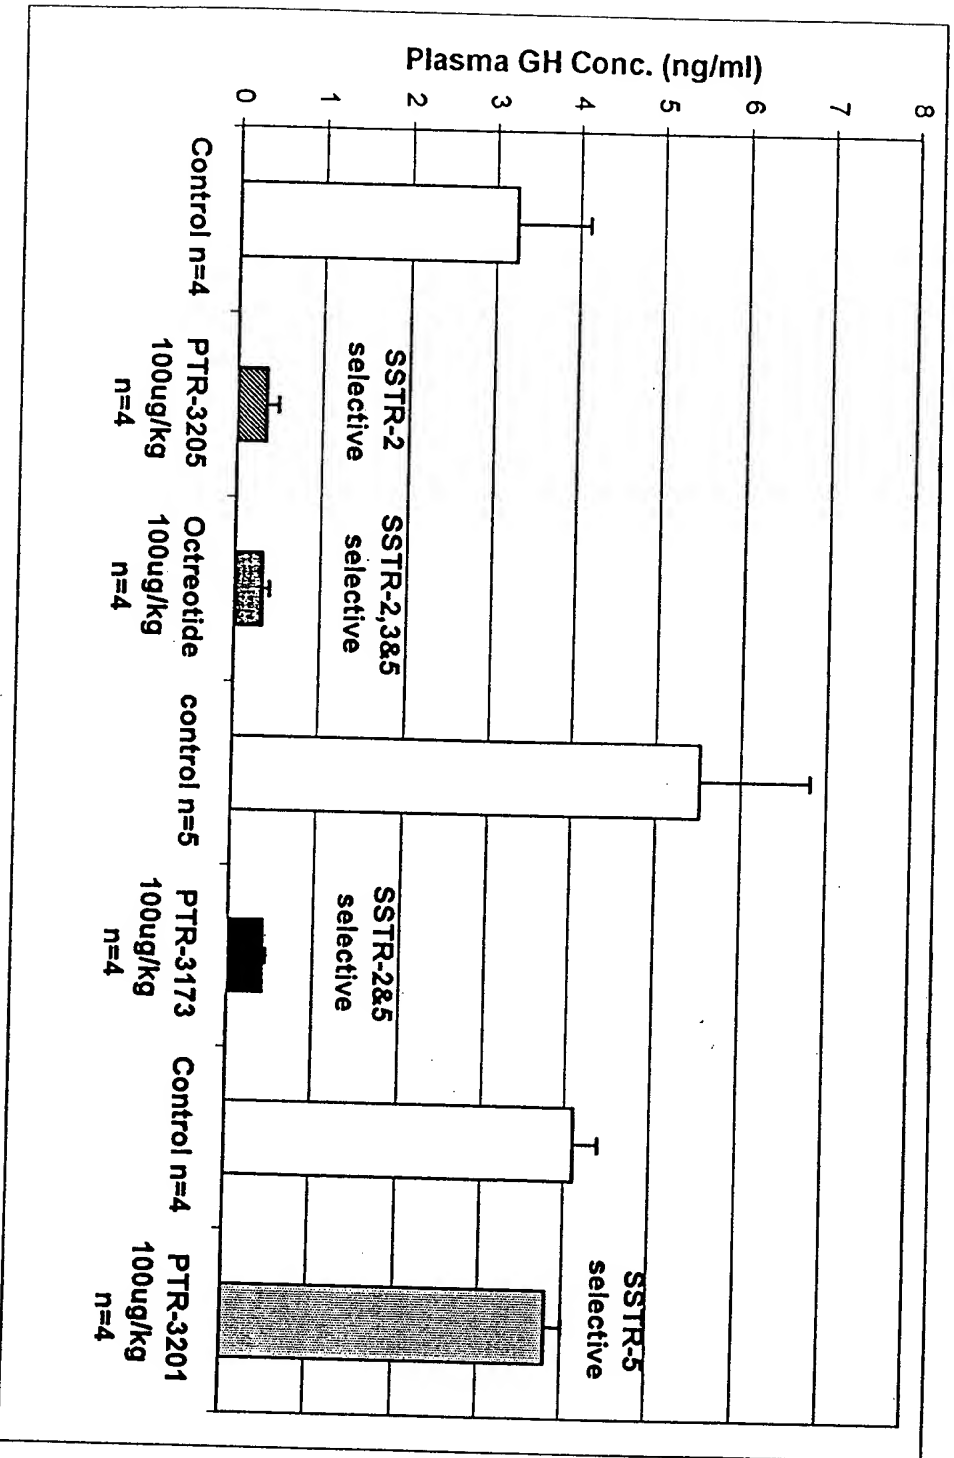 Plasma GH Conc. (ng/ml)
8
7
6
5
4
3
2
1
0
SSTR-2
selective
SSTR-2,3&5
selective
SSTR-2&5
selective
SSTR-5
selective
Control n=4
PTR-3205
100ug/kg
n=4
Octreotide
100ug/kg
n=4
control n=5
PTR-3173
100ug/kg
n=4
Control n=4
PTR-3201
100ug/kg
n=4